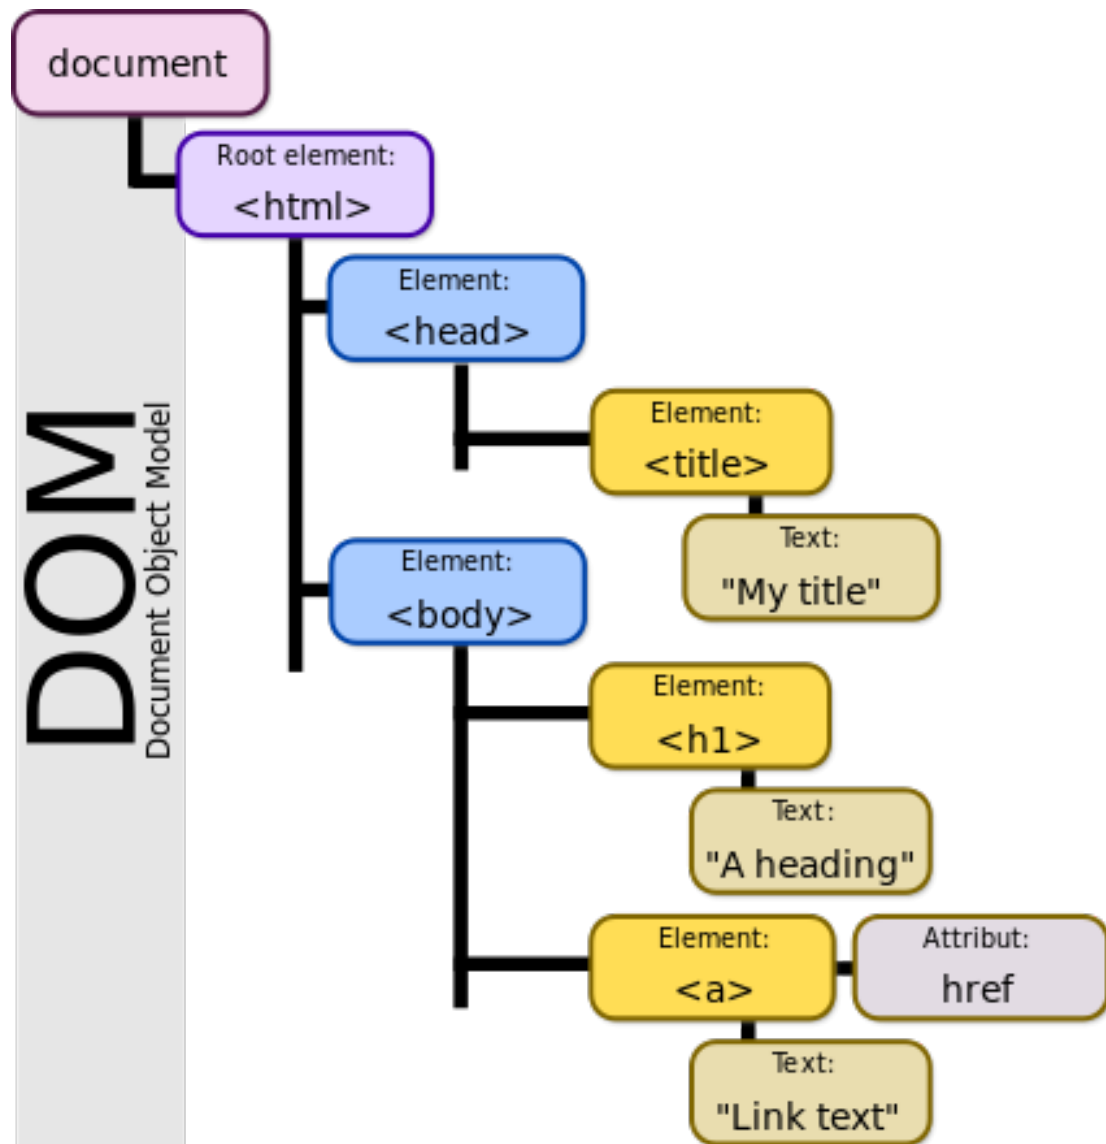 document
Root element:
<html>
Element:
<head>
Element:
<title>
Text:
"My title"
Element:
<body>
Element:
<h1>
Text:
"A heading"
Element:
<a>
Attribut:
href
Text:
"Link text"
DOM
Document Object Model